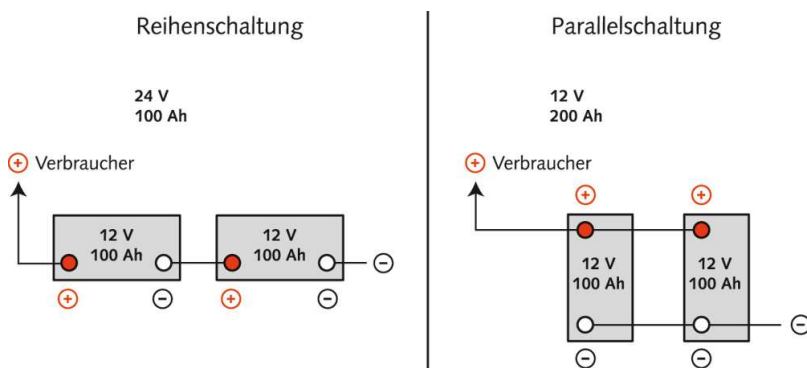 Reihenschaltung
24 V
100 Ah
+ Verbraucher
12 V
100 Ah
12 V
100 Ah
−
+
−
+
−
Parallelschaltung
12 V
200 Ah
+ Verbraucher
+
+
12 V
100 Ah
12 V
100 Ah
−
−
−